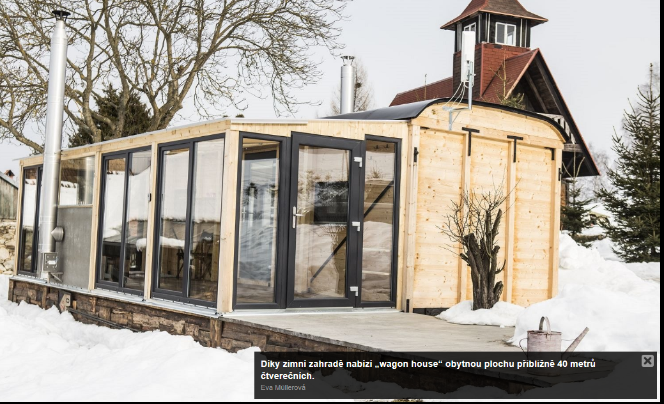 Díky zimní zahradě nabízí „wagon house“ obytnou plochu přibližně 40 metrů
čtverečních.
Eva Müllerová